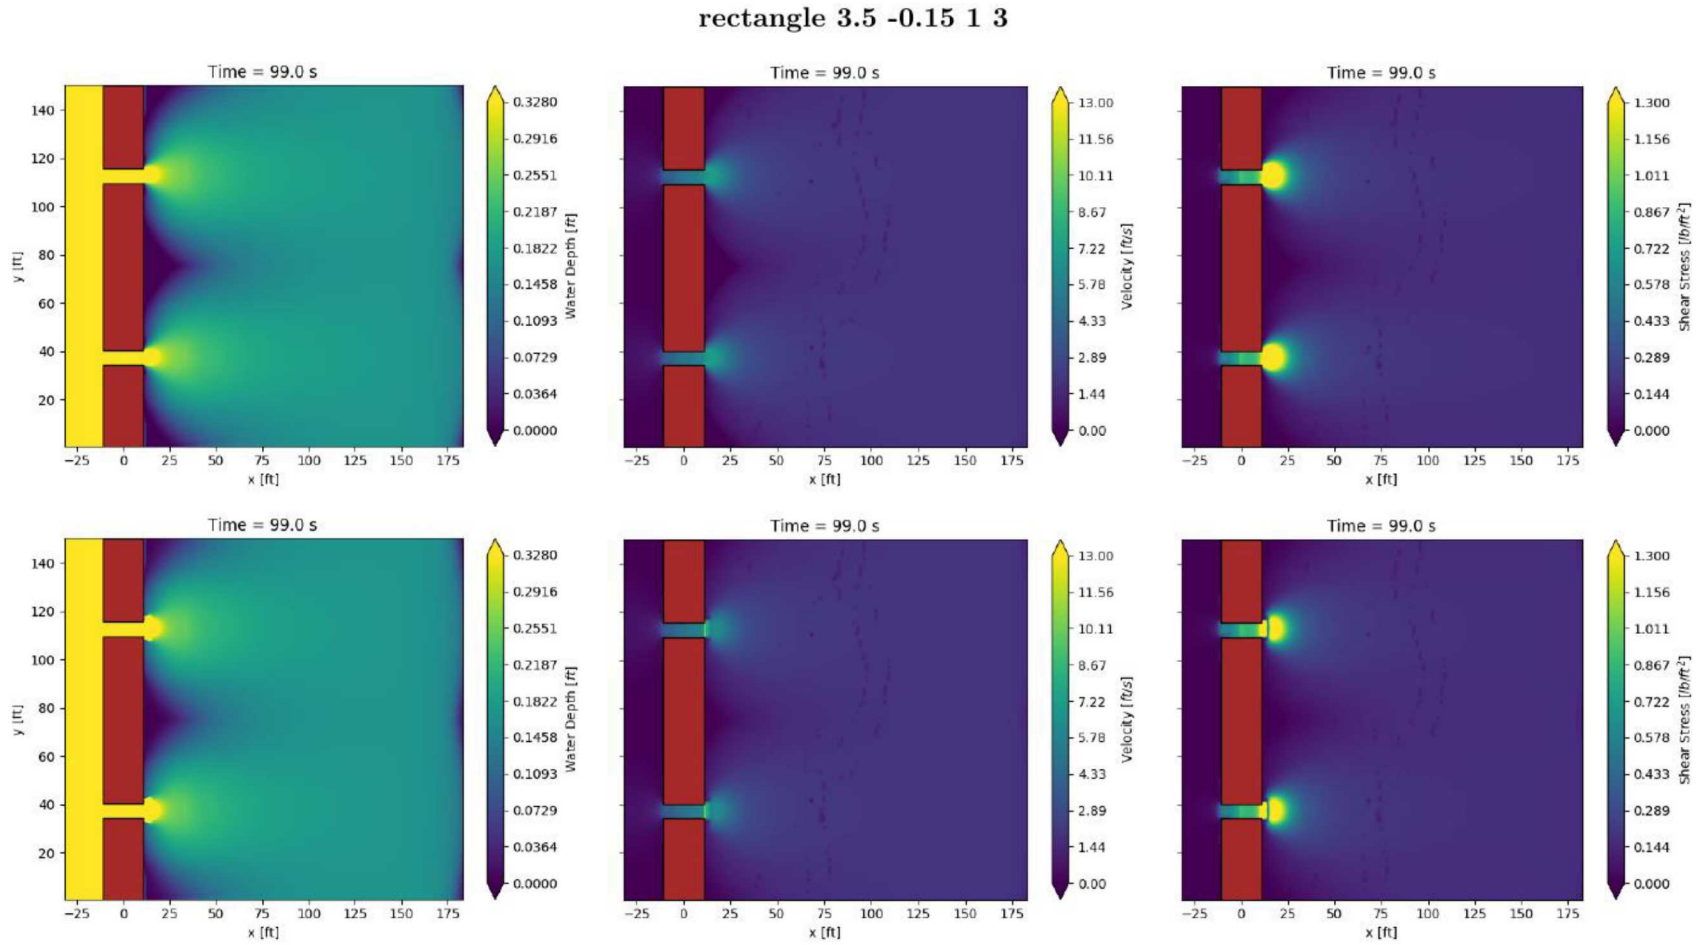 rectangle 3.5 -0.15 1 3
Time = 99.0 s
140
120
100
80
60
40
20
y [ft]
−25 0 25 50 75 100 125 150 175
x [ft]
0.3280
0.2916
0.2551
0.2187
0.1822
0.1458
0.1093
0.0729
0.0364
0.0000
Water Depth [ft]
Time = 99.0 s
−25 0 25 50 75 100 125 150 175
x [ft]
13.00
11.56
10.11
8.67
7.22
5.78
4.33
2.89
1.44
0.00
Velocity [ft/s]
Time = 99.0 s
−25 0 25 50 75 100 125 150 175
x [ft]
1.300
1.156
1.011
0.867
0.722
0.578
0.433
0.289
0.144
0.000
Shear Stress [lb/ft²]
Time = 99.0 s
140
120
100
80
60
40
20
y [ft]
−25 0 25 50 75 100 125 150 175
x [ft]
0.3280
0.2916
0.2551
0.2187
0.1822
0.1458
0.1093
0.0729
0.0364
0.0000
Water Depth [ft]
Time = 99.0 s
−25 0 25 50 75 100 125 150 175
x [ft]
13.00
11.56
10.11
8.67
7.22
5.78
4.33
2.89
1.44
0.00
Velocity [ft/s]
Time = 99.0 s
−25 0 25 50 75 100 125 150 175
x [ft]
1.300
1.156
1.011
0.867
0.722
0.578
0.433
0.289
0.144
0.000
Shear Stress [lb/ft²]